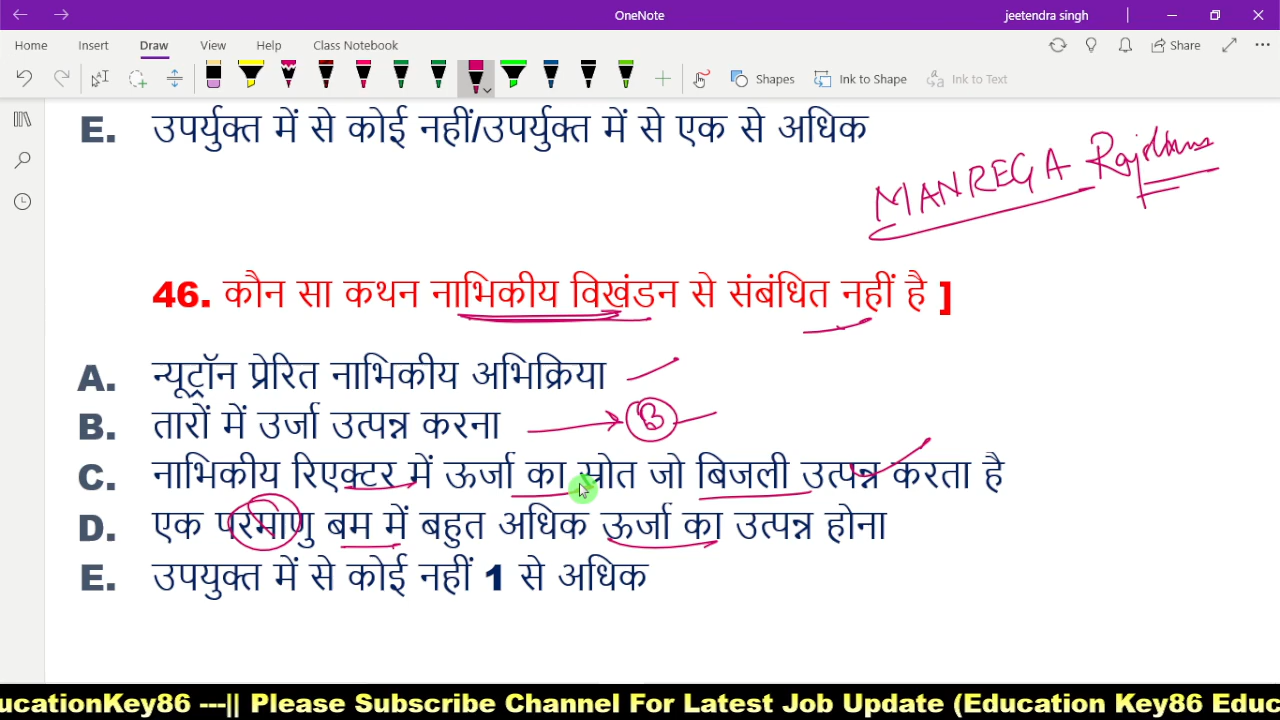 OneNote
jeetendra singh
Home Insert Draw View Help Class Notebook
Share
Shapes Ink to Shape Ink to Text
E. उपर्युक्त में से कोई नहीं/उपर्युक्त में से एक से अधिक
MANREGA
46. कौन सा कथन नाभिकीय विखंडन से संबंधित नहीं है ]
A. न्यूट्रॉन प्रेरित नाभिकीय अभिक्रिया
B. तारों में उर्जा उत्पन्न करना
B
C. नाभिकीय रिएक्टर में ऊर्जा का स्रोत जो बिजली उत्पन्न करता है
D. एक परमाणु बम में बहुत अधिक ऊर्जा का उत्पन्न होना
E. उपयुक्त में से कोई नहीं 1 से अधिक
ucationKey86 ---|| Please Subscribe Channel For Latest Job Update (Education Key86 Educ